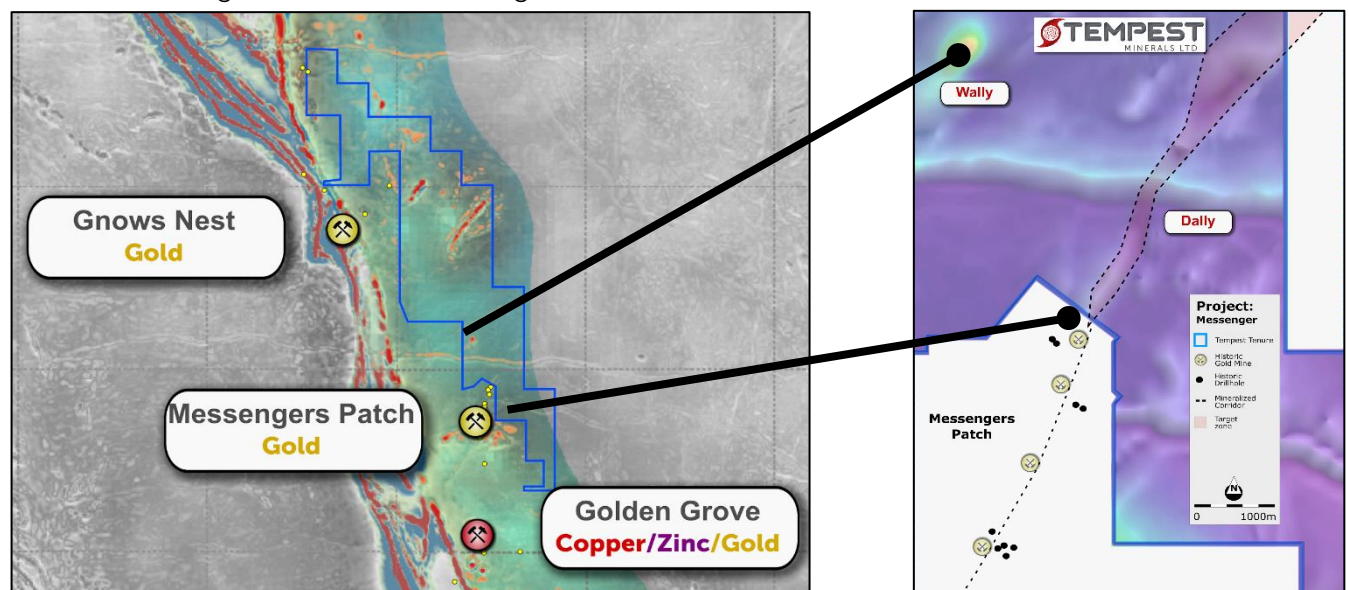 Gnows Nest
Gold
Messengers Patch
Gold
Golden Grove
Copper/Zinc/Gold
TEMPEST
MINERALS LTD
Wally
Dally
Messengers
Patch
Project:
Messenger
Tempest Tenure
Historic
Gold Mine
Historic
Drillhole
Mineralized
Corridor
Target
zone
N
0 1000m